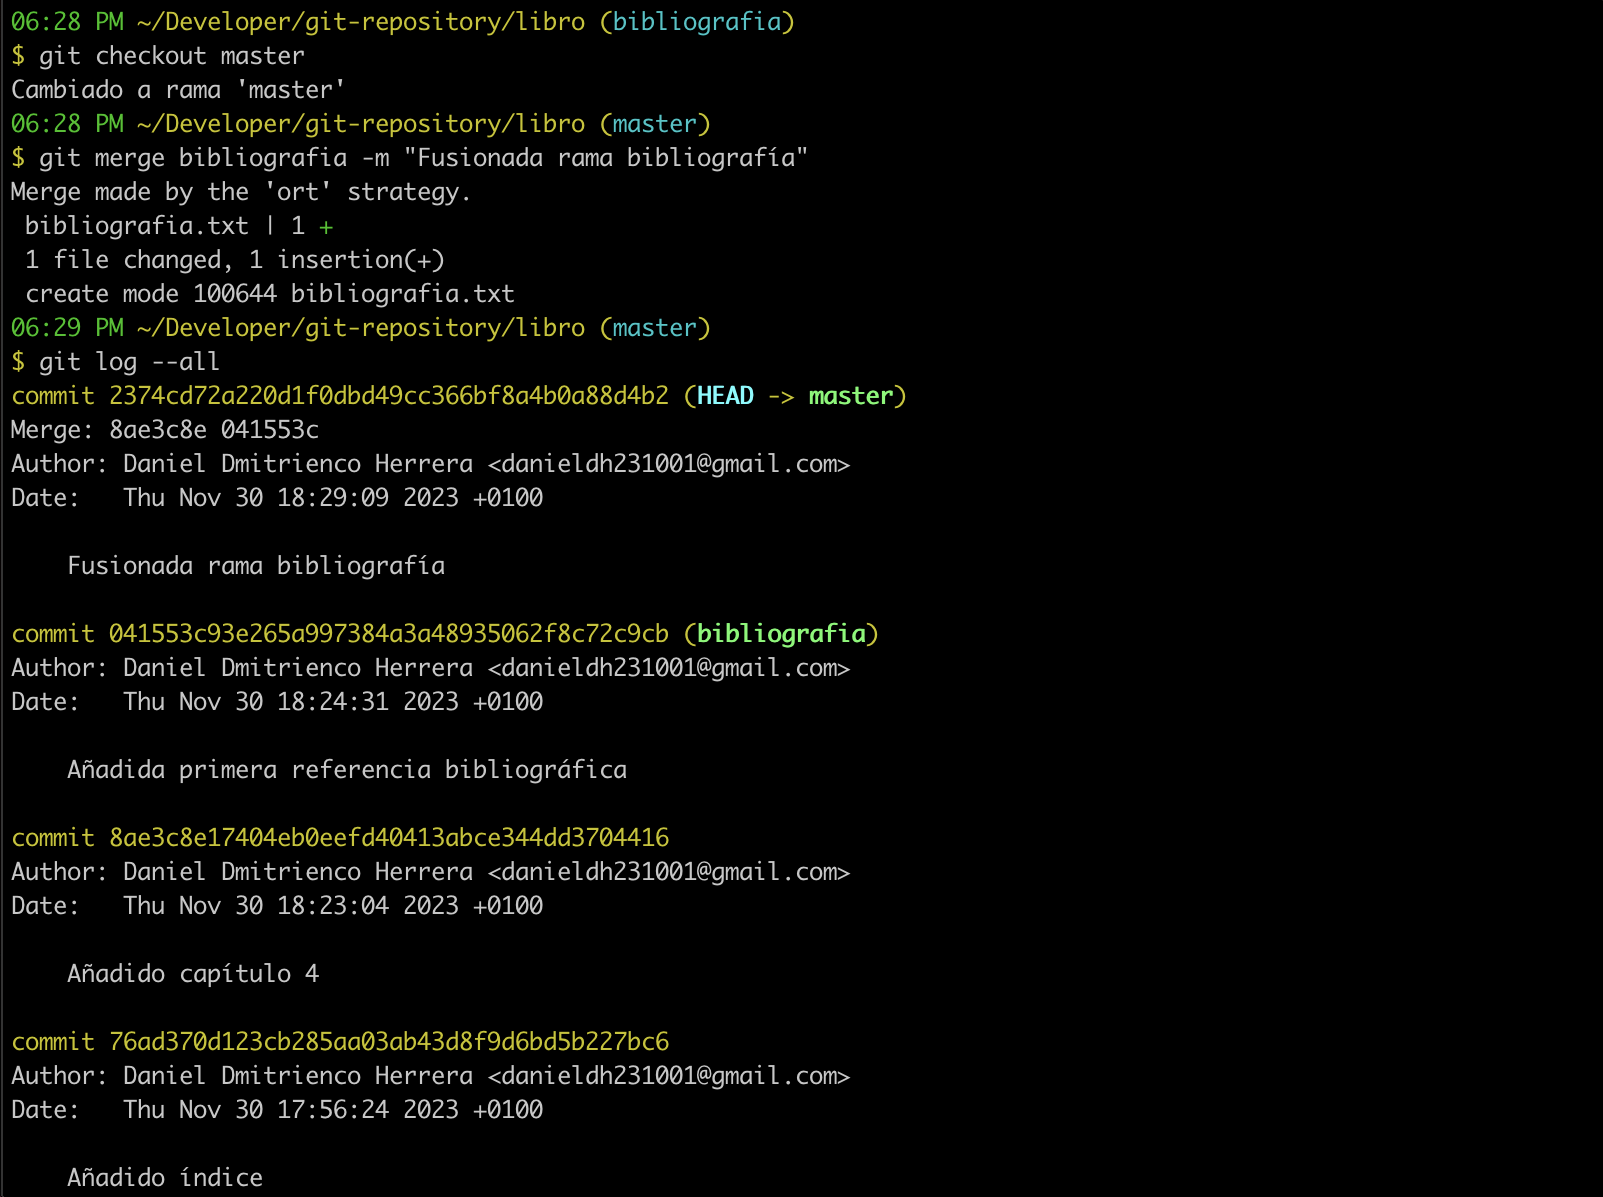 06:28 PM ~/Developer/git-repository/libro (bibliografia)
$ git checkout master
Cambiado a rama 'master'
06:28 PM ~/Developer/git-repository/libro (master)
$ git merge bibliografia -m "Fusionada rama bibliografía"
Merge made by the 'ort' strategy.
 bibliografia.txt | 1 +
 1 file changed, 1 insertion(+)
 create mode 100644 bibliografia.txt
06:29 PM ~/Developer/git-repository/libro (master)
$ git log --all
commit 2374cd72a220d1f0dbd49cc366bf8a4b0a88d4b2 (HEAD -> master)
Merge: 8ae3c8e 041553c
Author: Daniel Dmitrienco Herrera <danieldh231001@gmail.com>
Date:   Thu Nov 30 18:29:09 2023 +0100

    Fusionada rama bibliografía

commit 041553c93e265a997384a3a48935062f8c72c9cb (bibliografia)
Author: Daniel Dmitrienco Herrera <danieldh231001@gmail.com>
Date:   Thu Nov 30 18:24:31 2023 +0100

    Añadida primera referencia bibliográfica

commit 8ae3c8e17404eb0eefd40413abce344dd3704416
Author: Daniel Dmitrienco Herrera <danieldh231001@gmail.com>
Date:   Thu Nov 30 18:23:04 2023 +0100

    Añadido capítulo 4

commit 76ad370d123cb285aa03ab43d8f9d6bd5b227bc6
Author: Daniel Dmitrienco Herrera <danieldh231001@gmail.com>
Date:   Thu Nov 30 17:56:24 2023 +0100

    Añadido índice